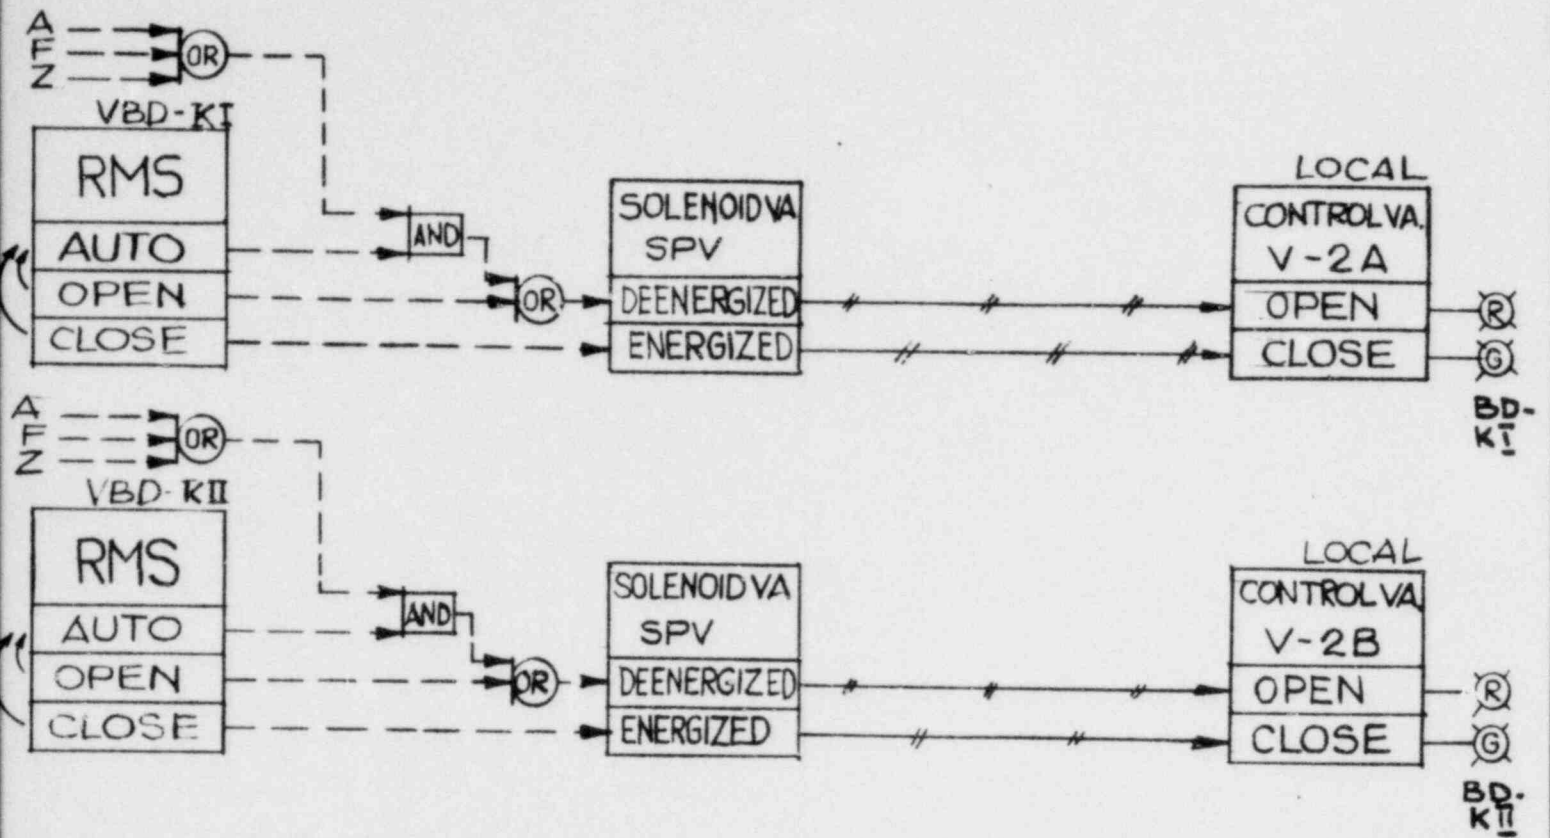 A
F
Z
OR
VBD-KI
RMS
AUTO
OPEN
CLOSE
AND
OR
SOLENOID VA
SPV
DEENERGIZED
ENERGIZED
LOCAL
CONTROL VA.
V-2A
OPEN
CLOSE
R
G
BD-
KI
A
F
Z
OR
VBD-KII
RMS
AUTO
OPEN
CLOSE
AND
OR
SOLENOID VA
SPV
DEENERGIZED
ENERGIZED
LOCAL
CONTROL VA
V-2B
OPEN
CLOSE
R
G
BD-
KII